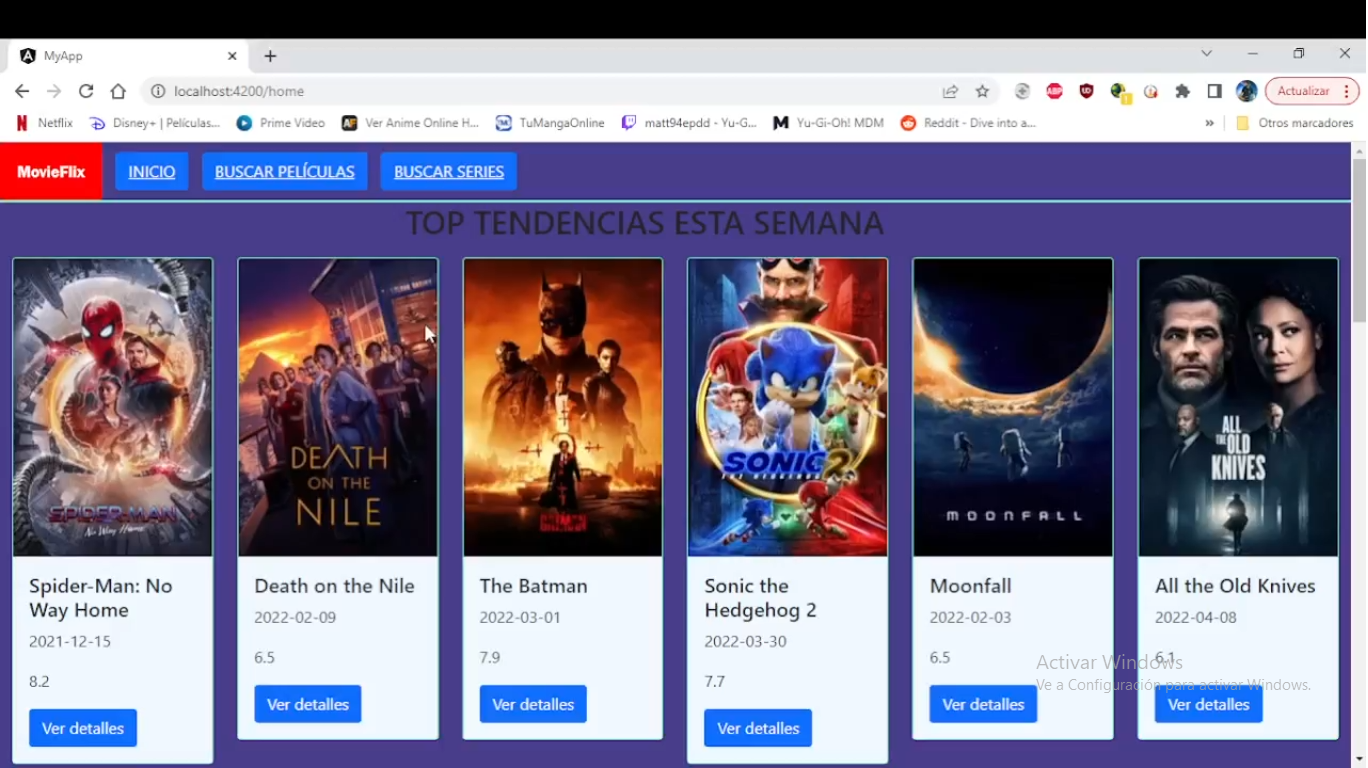 MyApp
localhost:4200/home
Actualizar
Netflix
Disney+ | Películas...
Prime Video
Ver Anime Online H...
TuMangaOnline
matt94epdd - Yu-G...
Yu-Gi-Oh! MDM
Reddit - Dive into a...
»
Otros marcadores
MovieFlix
INICIO
BUSCAR PELÍCULAS
BUSCAR SERIES
TOP TENDENCIAS ESTA SEMANA
SPIDER-MAN
No Way Home
DEATH
ON THE
NILE
THE
BATMAN
SONIC 2
THE HEDGEHOG
MOONFALL
ALL
THE OLD
KNIVES
Spider-Man: No
Way Home
2021-12-15
8.2
Ver detalles
Death on the Nile
2022-02-09
6.5
Ver detalles
The Batman
2022-03-01
7.9
Ver detalles
Sonic the
Hedgehog 2
2022-03-30
7.7
Ver detalles
Moonfall
2022-02-03
6.5
Ver detalles
All the Old Knives
2022-04-08
6.1
Ver detalles
Activar Windows
Ve a Configuración para activar Windows.